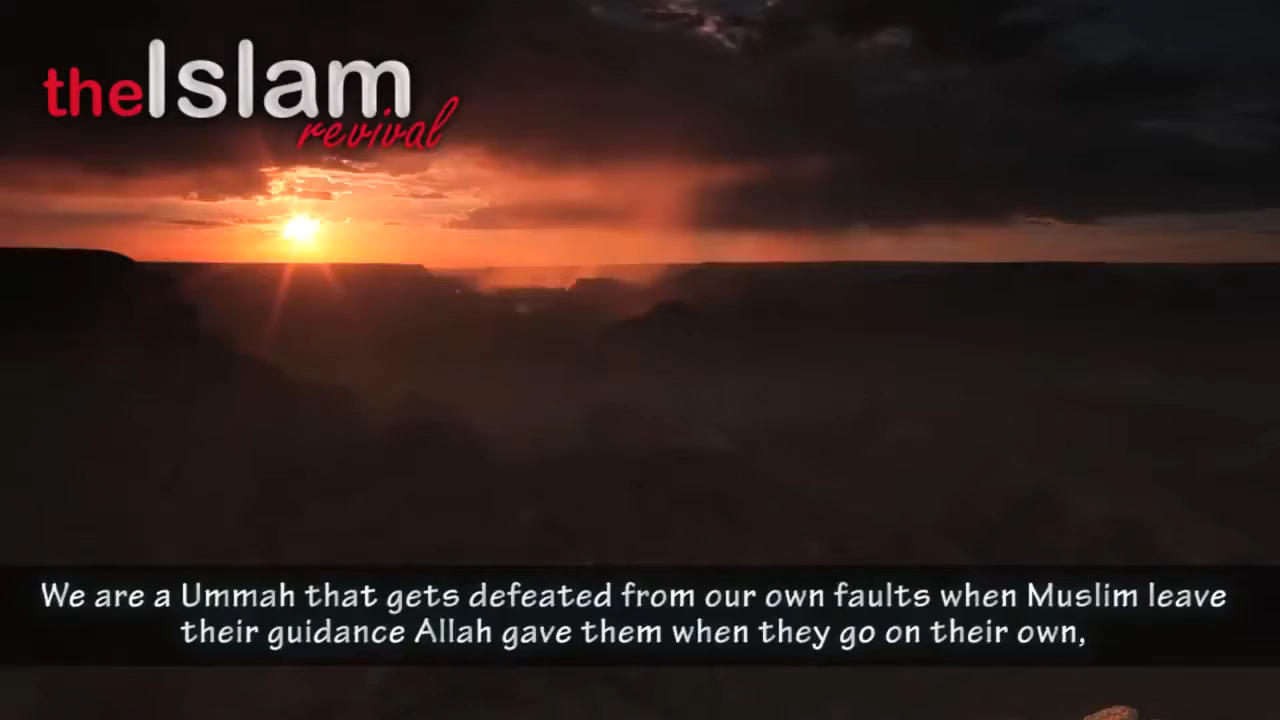 theIslam
revival
We are a Ummah that gets defeated from our own faults when Muslim leave
their guidance Allah gave them when they go on their own,